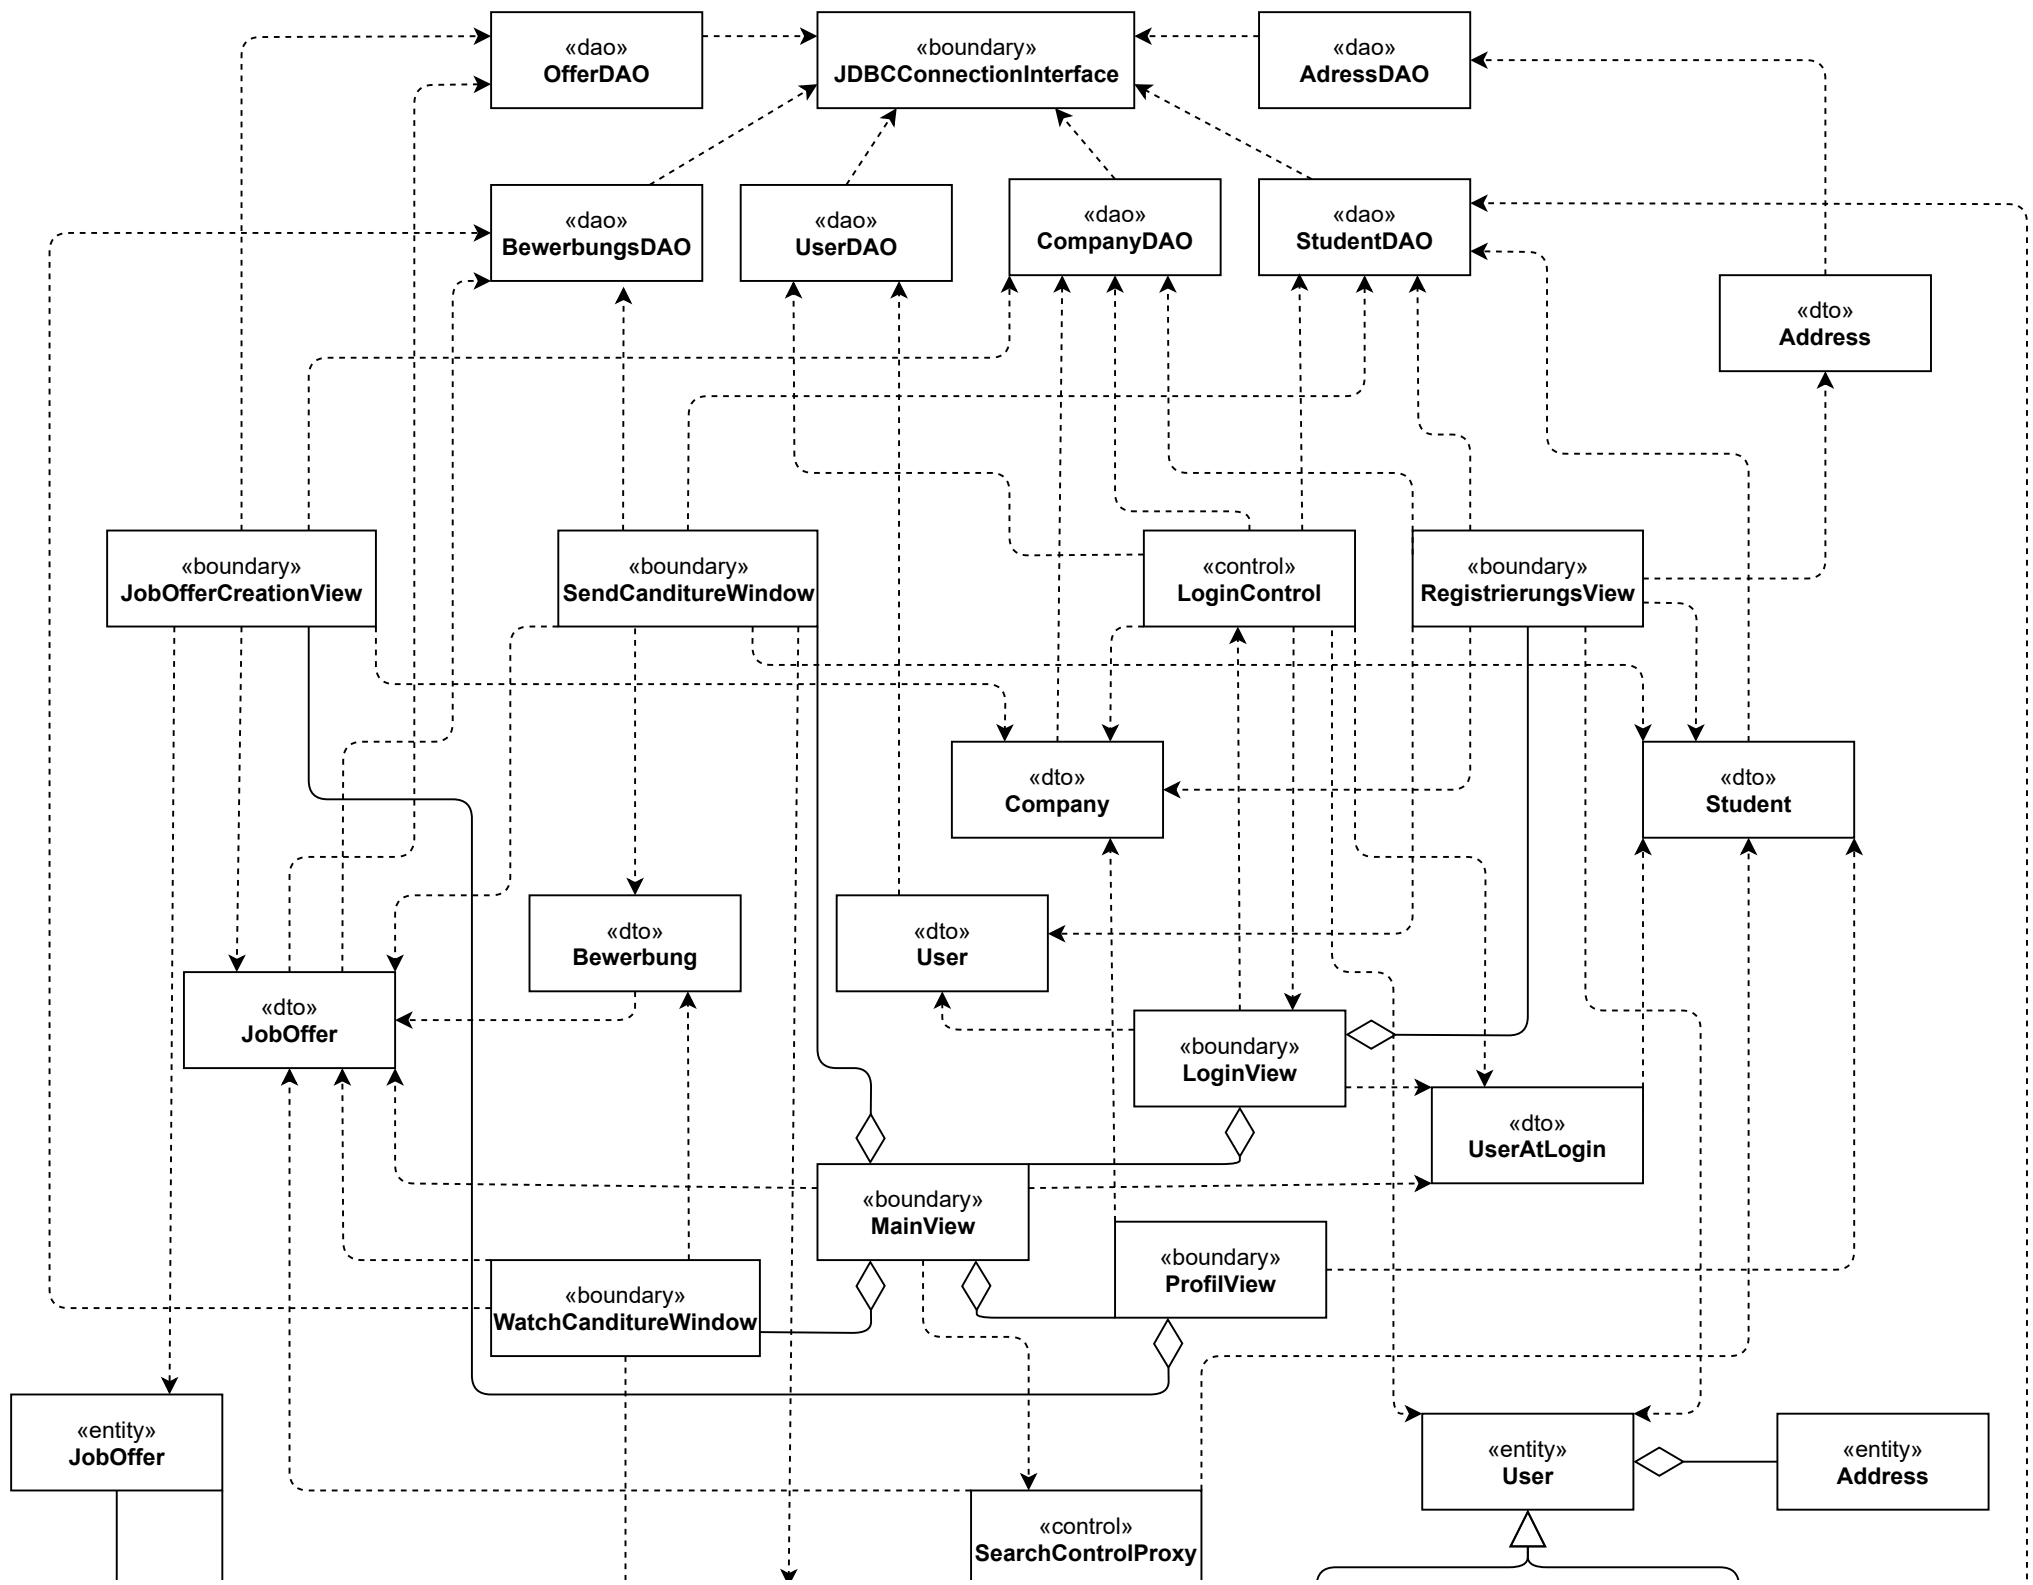 «dao»
OfferDAO
«boundary»
JDBCConnectionInterface
«dao»
AdressDAO
«dao»
BewerbungsDAO
«dao»
UserDAO
«dao»
CompanyDAO
«dao»
StudentDAO
«dto»
Address
«boundary»
JobOfferCreationView
«boundary»
SendCanditureWindow
«control»
LoginControl
«boundary»
RegistrierungsView
«dto»
Company
«dto»
Student
«dto»
Bewerbung
«dto»
User
«dto»
JobOffer
«boundary»
LoginView
«dto»
UserAtLogin
«boundary»
MainView
«boundary»
ProfilView
«boundary»
WatchCanditureWindow
«entity»
JobOffer
«entity»
User
«entity»
Address
«control»
SearchControlProxy